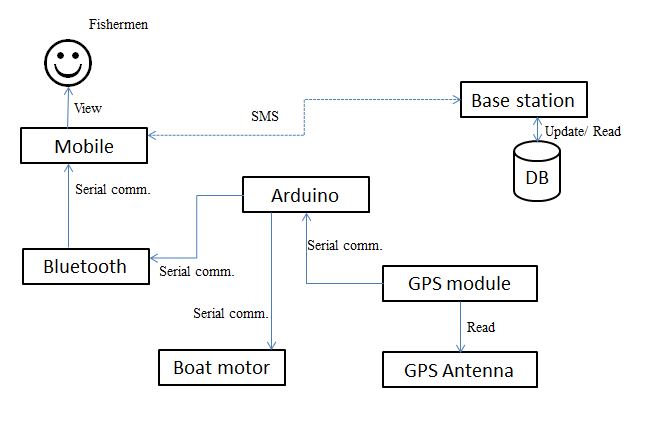 Fishermen
View
SMS
Base station
Mobile
Update/ Read
DB
Serial comm.
Arduino
Serial comm.
Bluetooth
Serial comm.
GPS module
Serial comm.
Read
Boat motor
GPS Antenna